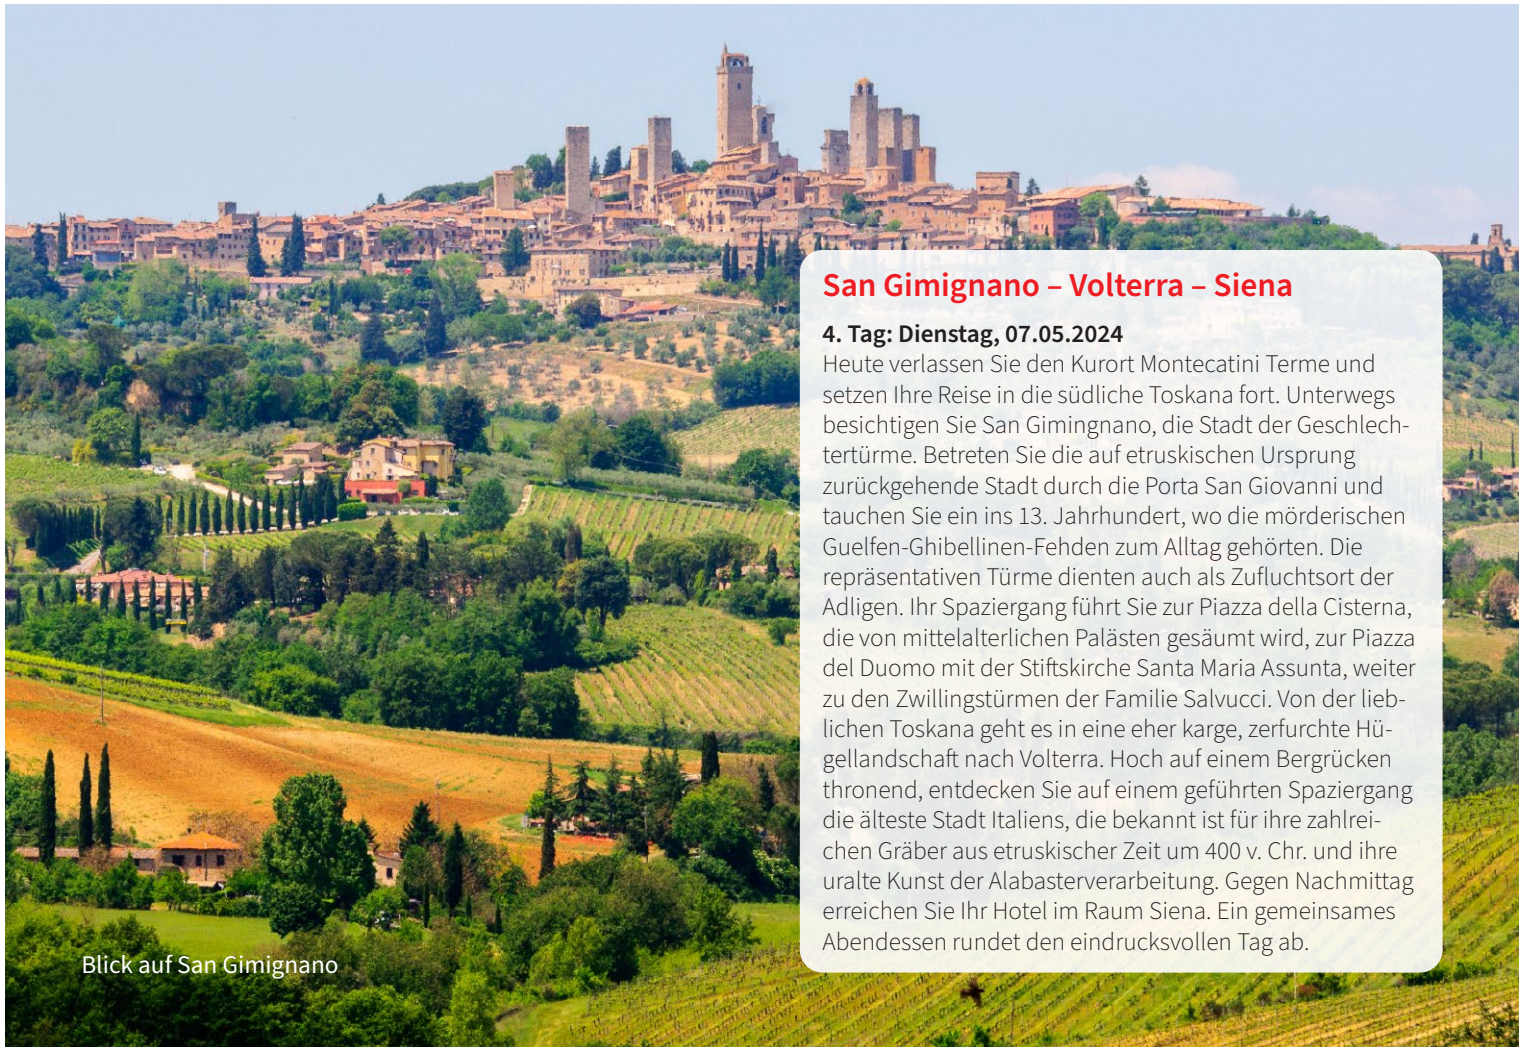 San Gimignano – Volterra – Siena
4. Tag: Dienstag, 07.05.2024
Heute verlassen Sie den Kurort Montecatini Terme und
setzen Ihre Reise in die südliche Toskana fort. Unterwegs
besichtigen Sie San Gimingnano, die Stadt der Geschlech-
tertürme. Betreten Sie die auf etruskischen Ursprung
zurückgehende Stadt durch die Porta San Giovanni und
tauchen Sie ein ins 13. Jahrhundert, wo die mörderischen
Guelfen-Ghibellinen-Fehden zum Alltag gehörten. Die
repräsentativen Türme dienten auch als Zufluchtsort der
Adligen. Ihr Spaziergang führt Sie zur Piazza della Cisterna,
die von mittelalterlichen Palästen gesäumt wird, zur Piazza
del Duomo mit der Stiftskirche Santa Maria Assunta, weiter
zu den Zwillingstürmen der Familie Salvucci. Von der lieb-
lichen Toskana geht es in eine eher karge, zerfurchte Hü-
gellandschaft nach Volterra. Hoch auf einem Bergrücken
thronend, entdecken Sie auf einem geführten Spaziergang
die älteste Stadt Italiens, die bekannt ist für ihre zahlrei-
chen Gräber aus etruskischer Zeit um 400 v. Chr. und ihre
uralte Kunst der Alabasterverarbeitung. Gegen Nachmittag
erreichen Sie Ihr Hotel im Raum Siena. Ein gemeinsames
Abendessen rundet den eindrucksvollen Tag ab.
Blick auf San Gimignano